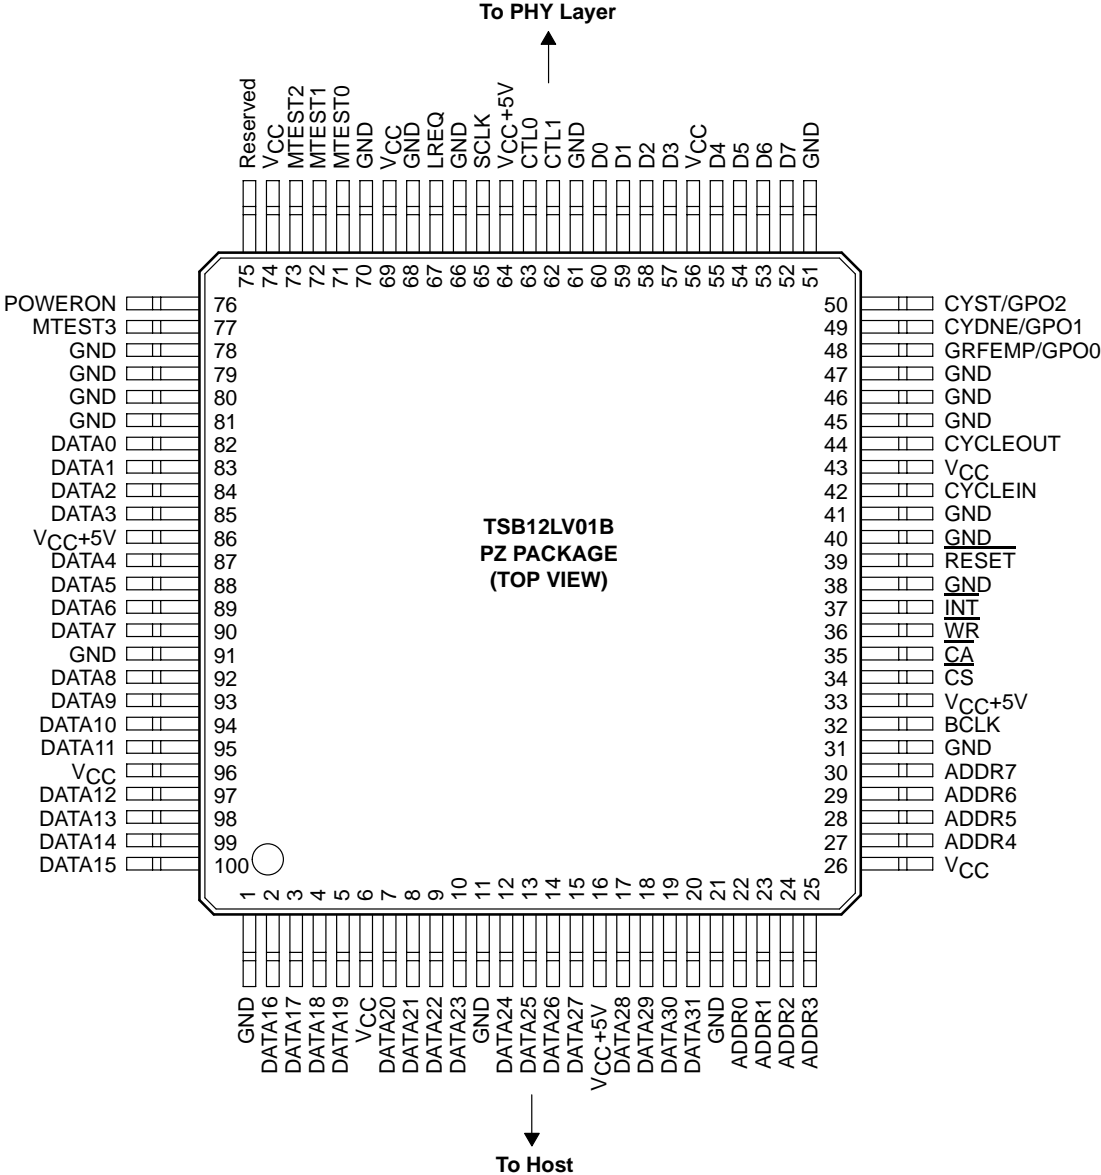 To PHY Layer
Reserved
VCC
MTEST2
MTEST1
MTEST0
GND
VCC
GND
LREQ
GND
SCLK
VCC+5V
CTL0
CTL1
GND
D0
D1
D2
D3
VCC
D4
D5
D6
D7
GND
75
74
73
72
71
70
69
68
67
66
65
64
63
62
61
60
59
58
57
56
55
54
53
52
51
POWERON 76
MTEST3 77
GND 78
GND 79
GND 80
GND 81
DATA0 82
DATA1 83
DATA2 84
DATA3 85
VCC+5V 86
DATA4 87
DATA5 88
DATA6 89
DATA7 90
GND 91
DATA8 92
DATA9 93
DATA10 94
DATA11 95
VCC 96
DATA12 97
DATA13 98
DATA14 99
DATA15 100
TSB12LV01B
PZ PACKAGE
(TOP VIEW)
50 CYST/GPO2
49 CYDNE/GPO1
48 GRFEMP/GPO0
47 GND
46 GND
45 GND
44 CYCLEOUT
43 VCC
42 CYCLEIN
41 GND
40 GND
39 RESET
38 GND
37 INT
36 WR
35 CA
34 CS
33 VCC+5V
32 BCLK
31 GND
30 ADDR7
29 ADDR6
28 ADDR5
27 ADDR4
26 VCC
1
2
3
4
5
6
7
8
9
10
11
12
13
14
15
16
17
18
19
20
21
22
23
24
25
GND
DATA16
DATA17
DATA18
DATA19
VCC
DATA20
DATA21
DATA22
DATA23
GND
DATA24
DATA25
DATA26
DATA27
VCC+5V
DATA28
DATA29
DATA30
DATA31
GND
ADDR0
ADDR1
ADDR2
ADDR3
To Host